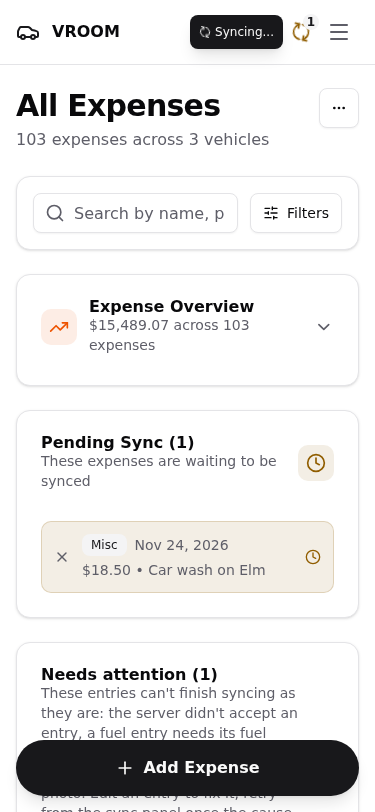 VROOM
Syncing...
1
All Expenses
103 expenses across 3 vehicles
Search by name, p
Filters
Expense Overview
$15,489.07 across 103
expenses
Pending Sync (1)
These expenses are waiting to be
synced
Misc Nov 24, 2026
$18.50 • Car wash on Elm
Needs attention (1)
These entries can't finish syncing as
they are: the server didn't accept an
entry, a fuel entry needs its fuel
Add Expense